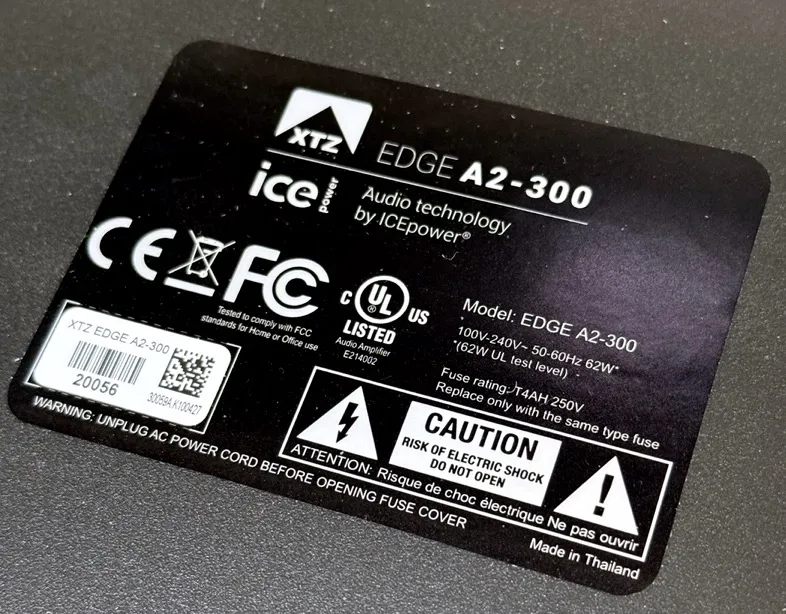 XTZ
EDGE A2-300
ice power
Audio technology
by ICEpower®
CE FC
Tested to comply with FCC
standards for Home or Office use
C UL® US
LISTED
Audio Amplifier
E214002
Model: EDGE A2-300
100V-240V~ 50-60Hz 62W*
*(62W UL test level)
Fuse rating: T4AH 250V
Replace only with the same type fuse
XTZ EDGE A2-300
20056
30059A.K100427
WARNING: UNPLUG AC POWER CORD BEFORE OPENING FUSE COVER
CAUTION
RISK OF ELECTRIC SHOCK
DO NOT OPEN
ATTENTION: Risque de choc électrique Ne pas ouvrir
Made in Thailand